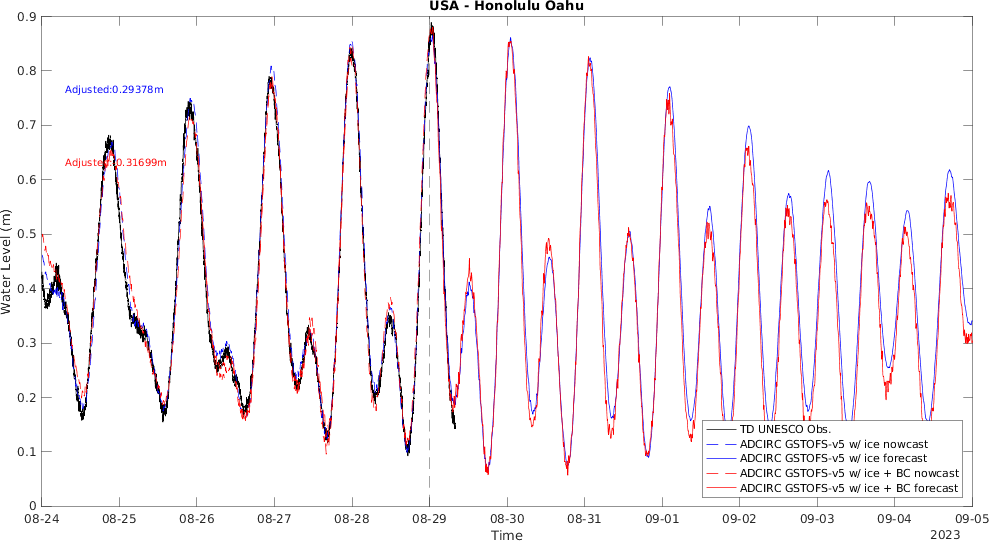 USA - Honolulu Oahu
0.9
0.8
0.7
0.6
0.5
0.4
0.3
0.2
0.1
0
Water Level (m)
Adjusted:0.29378m
Adjusted: 0.31699m
TD UNESCO Obs.
ADCIRC GSTOFS-v5 w/ ice nowcast
ADCIRC GSTOFS-v5 w/ ice forecast
ADCIRC GSTOFS-v5 w/ ice + BC nowcast
ADCIRC GSTOFS-v5 w/ ice + BC forecast
08-24 08-25 08-26 08-27 08-28 08-29 08-30 08-31 09-01 09-02 09-03 09-04 09-05
Time
2023